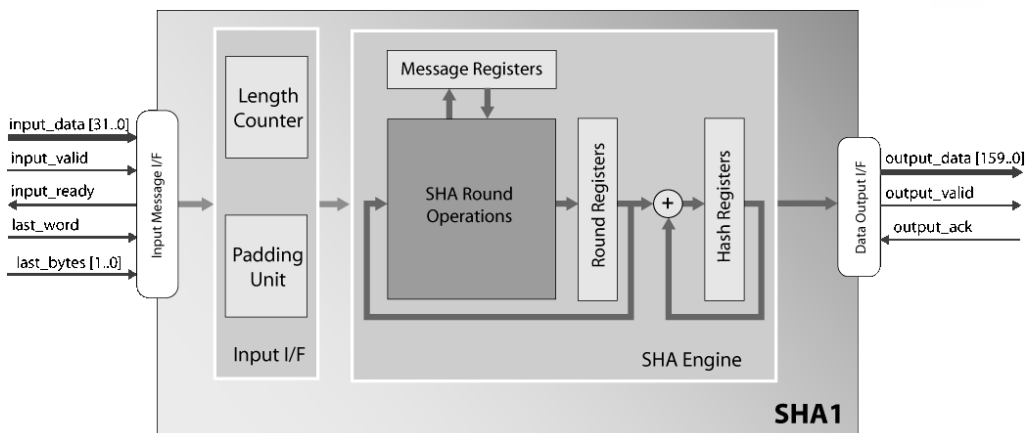 input_data [31..0]
input_valid
input_ready
last_word
last_bytes [1..0]
Input Message I/F
Length
Counter
Padding
Unit
Input I/F
Message Registers
SHA Round
Operations
Round Registers
+
Hash Registers
SHA Engine
Data Output I/F
output_data [159..0]
output_valid
output_ack
SHA1